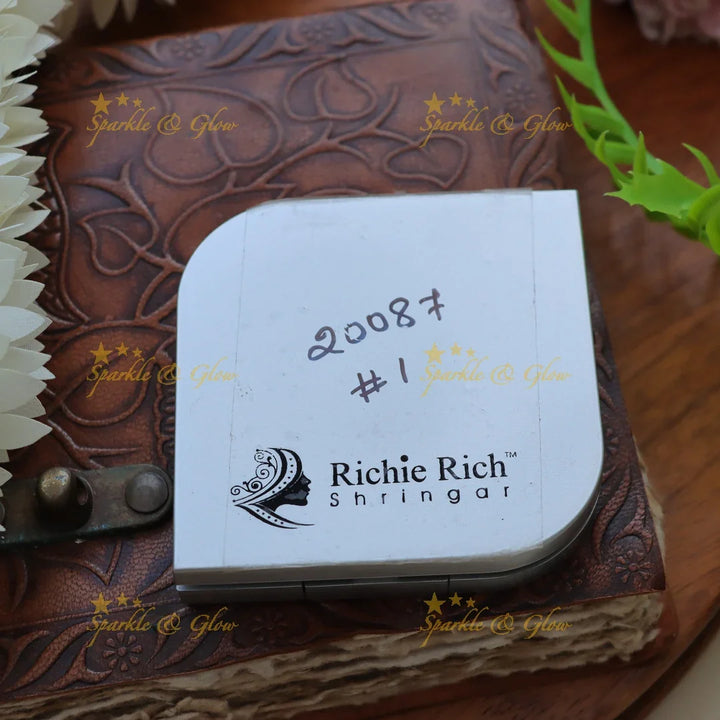 Sparkle & Glow Sparkle & Glow
20087
#1
Sparkle & Glow Sparkle & Glow
Richie Rich™
Shringar
Sparkle & Glow Sparkle & Glow